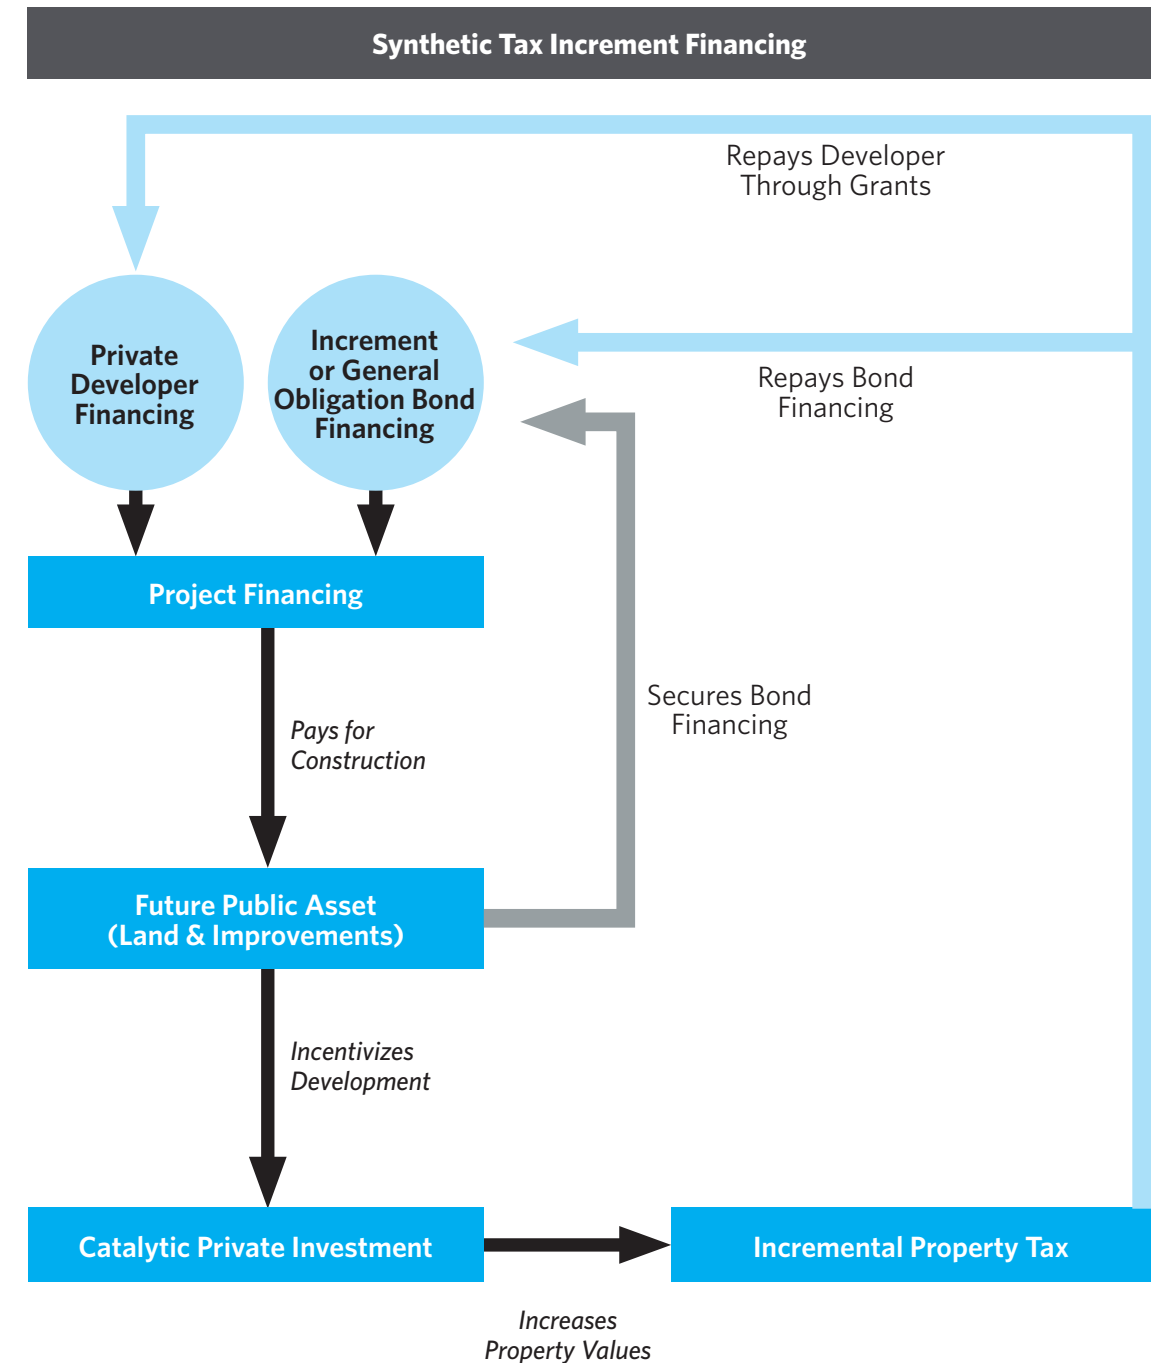 Synthetic Tax Increment Financing
Repays Developer
Through Grants
Private
Developer
Financing
Increment
or General
Obligation Bond
Financing
Repays Bond
Financing
Project Financing
Pays for
Construction
Secures Bond
Financing
Future Public Asset
(Land & Improvements)
Incentivizes
Development
Catalytic Private Investment
Incremental Property Tax
Increases
Property Values